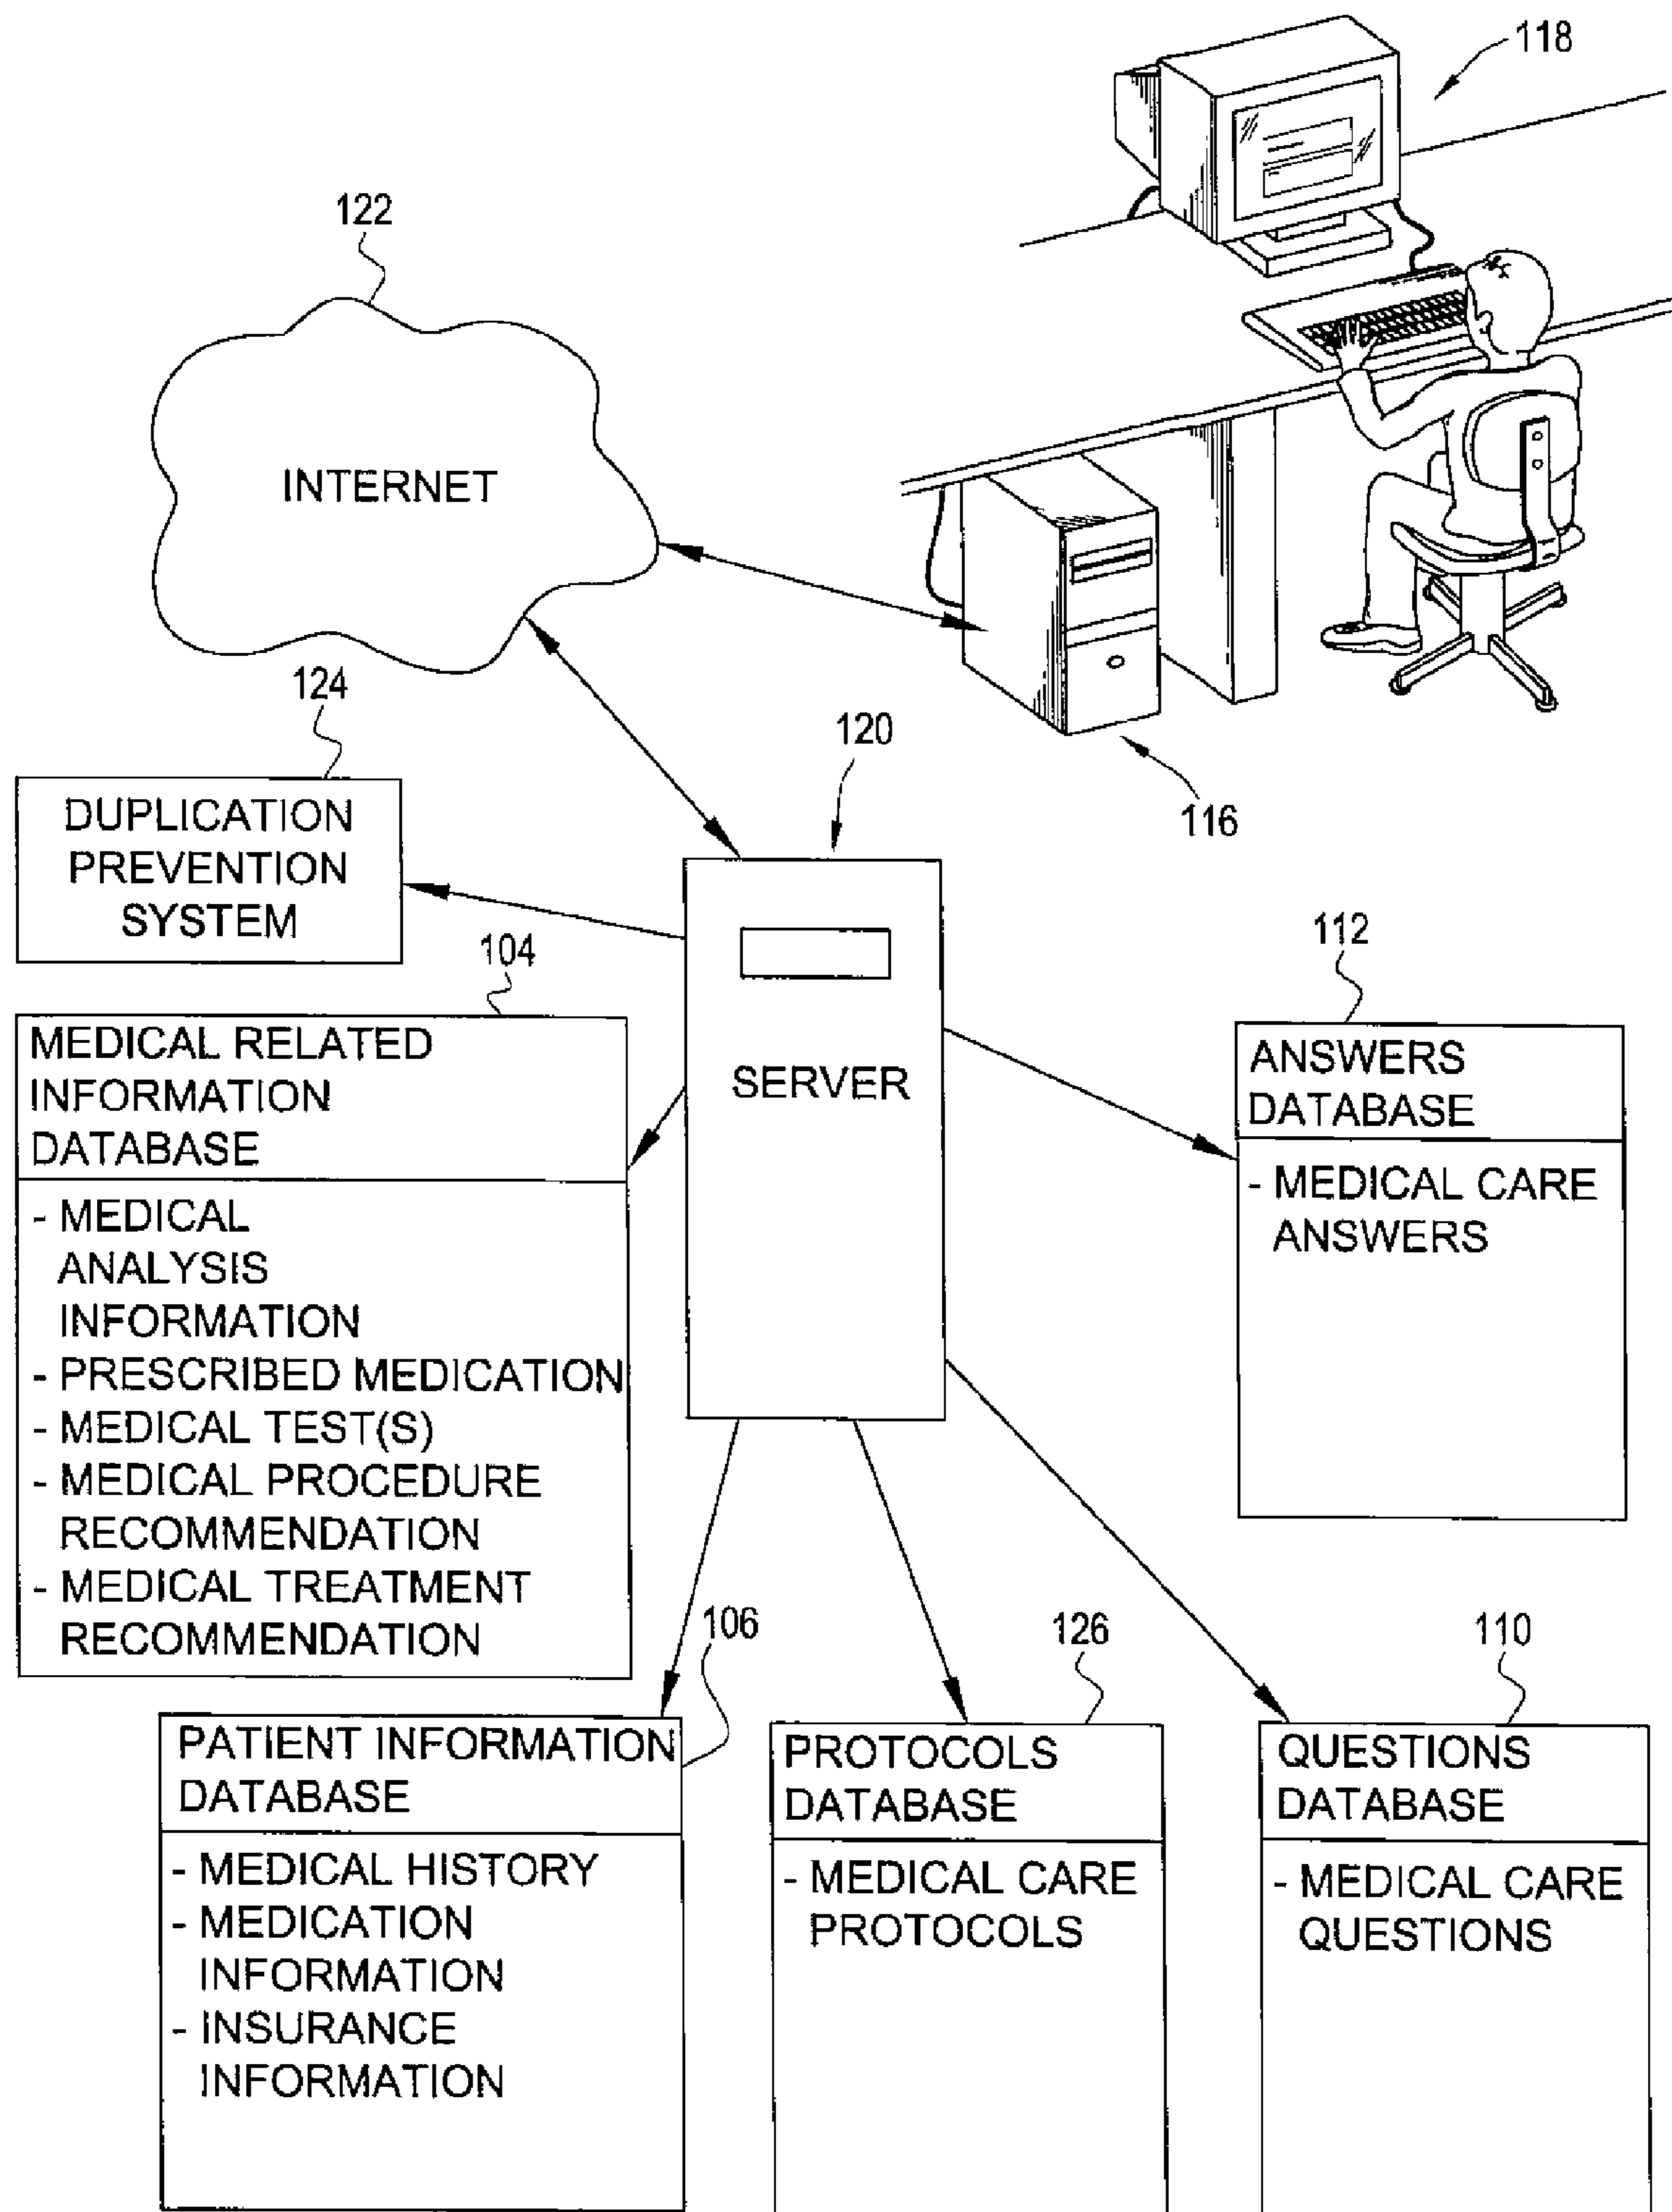 118
122
INTERNET
116
120
124
DUPLICATION
PREVENTION
SYSTEM
SERVER
104
MEDICAL RELATED
INFORMATION
DATABASE
- MEDICAL
ANALYSIS
INFORMATION
- PRESCRIBED MEDICATION
- MEDICAL TEST(S)
- MEDICAL PROCEDURE
RECOMMENDATION
- MEDICAL TREATMENT
RECOMMENDATION
112
ANSWERS
DATABASE
- MEDICAL CARE
ANSWERS
106
PATIENT INFORMATION
DATABASE
- MEDICAL HISTORY
- MEDICATION
INFORMATION
- INSURANCE
INFORMATION
126
PROTOCOLS
DATABASE
- MEDICAL CARE
PROTOCOLS
110
QUESTIONS
DATABASE
- MEDICAL CARE
QUESTIONS